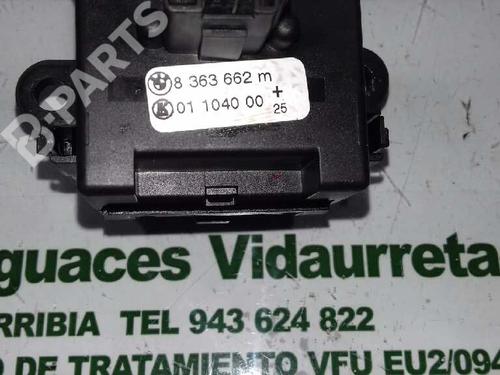 B-PARTS
8 363 662 m
K 01 1040 00 + 25
guaces Vidaurreta
RRIBIA TEL 943 624 822
O DE TRATAMIENTO VFU EU2/094